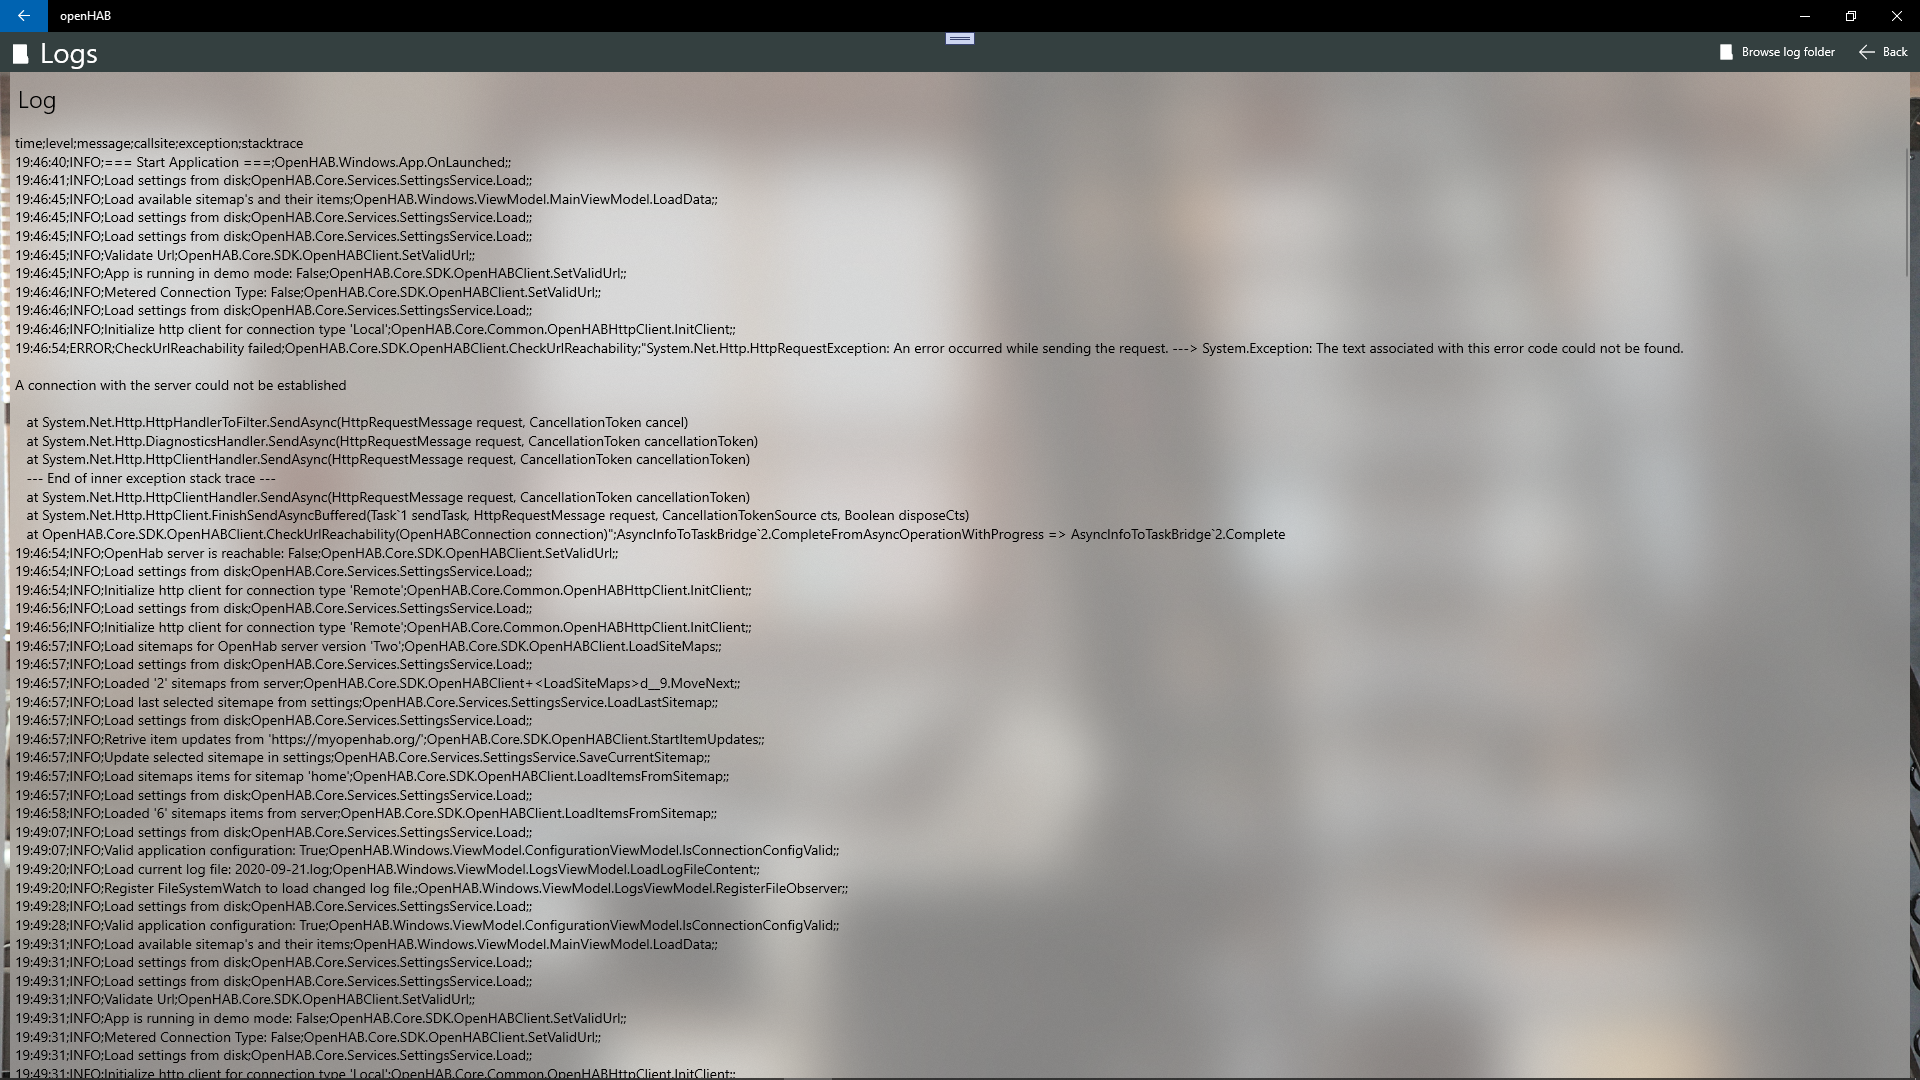 openHAB
Logs
Browse log folder
Back
Log
time;level;message;callsite;exception;stacktrace
19:46:40;INFO;=== Start Application ===;OpenHAB.Windows.App.OnLaunched;;
19:46:41;INFO;Load settings from disk;OpenHAB.Core.Services.SettingsService.Load;;
19:46:45;INFO;Load available sitemap's and their items;OpenHAB.Windows.ViewModel.MainViewModel.LoadData;;
19:46:45;INFO;Load settings from disk;OpenHAB.Core.Services.SettingsService.Load;;
19:46:45;INFO;Load settings from disk;OpenHAB.Core.Services.SettingsService.Load;;
19:46:45;INFO;Validate Url;OpenHAB.Core.SDK.OpenHABClient.SetValidUrl;;
19:46:45;INFO;App is running in demo mode: False;OpenHAB.Core.SDK.OpenHABClient.SetValidUrl;;
19:46:46;INFO;Metered Connection Type: False;OpenHAB.Core.SDK.OpenHABClient.SetValidUrl;;
19:46:46;INFO;Load settings from disk;OpenHAB.Core.Services.SettingsService.Load;;
19:46:46;INFO;Initialize http client for connection type 'Local';OpenHAB.Core.Common.OpenHABHttpClient.InitClient;;
19:46:54;ERROR;CheckUrlReachability failed;OpenHAB.Core.SDK.OpenHABClient.CheckUrlReachability;"System.Net.Http.HttpRequestException: An error occurred while sending the request. ---> System.Exception: The text associated with this error code could not be found.
A connection with the server could not be established
at System.Net.Http.HttpHandlerToFilter.SendAsync(HttpRequestMessage request, CancellationToken cancel)
at System.Net.Http.DiagnosticsHandler.SendAsync(HttpRequestMessage request, CancellationToken cancellationToken)
at System.Net.Http.HttpClientHandler.SendAsync(HttpRequestMessage request, CancellationToken cancellationToken)
--- End of inner exception stack trace ---
at System.Net.Http.HttpClientHandler.SendAsync(HttpRequestMessage request, CancellationToken cancellationToken)
at System.Net.Http.HttpClient.FinishSendAsyncBuffered(Task`1 sendTask, HttpRequestMessage request, CancellationTokenSource cts, Boolean disposeCts)
at OpenHAB.Core.SDK.OpenHABClient.CheckUrlReachability(OpenHABConnection connection)";AsyncInfoToTaskBridge`2.CompleteFromAsyncOperationWithProgress => AsyncInfoToTaskBridge`2.Complete
19:46:54;INFO;OpenHab server is reachable: False;OpenHAB.Core.SDK.OpenHABClient.SetValidUrl;;
19:46:54;INFO;Load settings from disk;OpenHAB.Core.Services.SettingsService.Load;;
19:46:54;INFO;Initialize http client for connection type 'Remote';OpenHAB.Core.Common.OpenHABHttpClient.InitClient;;
19:46:56;INFO;Load settings from disk;OpenHAB.Core.Services.SettingsService.Load;;
19:46:56;INFO;Initialize http client for connection type 'Remote';OpenHAB.Core.Common.OpenHABHttpClient.InitClient;;
19:46:57;INFO;Load sitemaps for OpenHab server version 'Two';OpenHAB.Core.SDK.OpenHABClient.LoadSiteMaps;;
19:46:57;INFO;Load settings from disk;OpenHAB.Core.Services.SettingsService.Load;;
19:46:57;INFO;Loaded '2' sitemaps from server;OpenHAB.Core.SDK.OpenHABClient+<LoadSiteMaps>d__9.MoveNext;;
19:46:57;INFO;Load last selected sitemape from settings;OpenHAB.Core.Services.SettingsService.LoadLastSitemap;;
19:46:57;INFO;Load settings from disk;OpenHAB.Core.Services.SettingsService.Load;;
19:46:57;INFO;Retrive item updates from 'https://myopenhab.org/';OpenHAB.Core.SDK.OpenHABClient.StartItemUpdates;;
19:46:57;INFO;Update selected sitemape in settings;OpenHAB.Core.Services.SettingsService.SaveCurrentSitemap;;
19:46:57;INFO;Load sitemaps items for sitemap 'home';OpenHAB.Core.SDK.OpenHABClient.LoadItemsFromSitemap;;
19:46:57;INFO;Load settings from disk;OpenHAB.Core.Services.SettingsService.Load;;
19:46:58;INFO;Loaded '6' sitemaps items from server;OpenHAB.Core.SDK.OpenHABClient.LoadItemsFromSitemap;;
19:49:07;INFO;Load settings from disk;OpenHAB.Core.Services.SettingsService.Load;;
19:49:07;INFO;Valid application configuration: True;OpenHAB.Windows.ViewModel.ConfigurationViewModel.IsConnectionConfigValid;;
19:49:20;INFO;Load current log file: 2020-09-21.log;OpenHAB.Windows.ViewModel.LogsViewModel.LoadLogFileContent;;
19:49:20;INFO;Register FileSystemWatch to load changed log file.;OpenHAB.Windows.ViewModel.LogsViewModel.RegisterFileObserver;;
19:49:28;INFO;Load settings from disk;OpenHAB.Core.Services.SettingsService.Load;;
19:49:28;INFO;Valid application configuration: True;OpenHAB.Windows.ViewModel.ConfigurationViewModel.IsConnectionConfigValid;;
19:49:31;INFO;Load available sitemap's and their items;OpenHAB.Windows.ViewModel.MainViewModel.LoadData;;
19:49:31;INFO;Load settings from disk;OpenHAB.Core.Services.SettingsService.Load;;
19:49:31;INFO;Load settings from disk;OpenHAB.Core.Services.SettingsService.Load;;
19:49:31;INFO;Validate Url;OpenHAB.Core.SDK.OpenHABClient.SetValidUrl;;
19:49:31;INFO;App is running in demo mode: False;OpenHAB.Core.SDK.OpenHABClient.SetValidUrl;;
19:49:31;INFO;Metered Connection Type: False;OpenHAB.Core.SDK.OpenHABClient.SetValidUrl;;
19:49:31;INFO;Load settings from disk;OpenHAB.Core.Services.SettingsService.Load;;
19:49:31;INFO;Initialize http client for connection type 'Local';OpenHAB.Core.Common.OpenHABHttpClient.InitClient;;